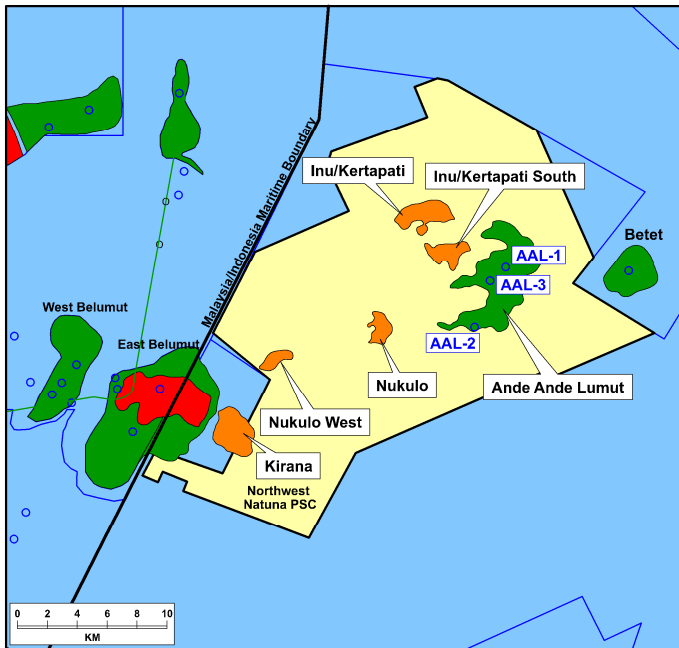 Malaysia/Indonesia Maritime Boundary
Inu/Kertapati
Inu/Kertapati South
Betet
AAL-1
AAL-3
AAL-2
West Belumut
East Belumut
Nukulo
Ande Ande Lumut
Nukulo West
Kirana
Northwest
Natuna PSC
0 2 4 6 8 10
KM